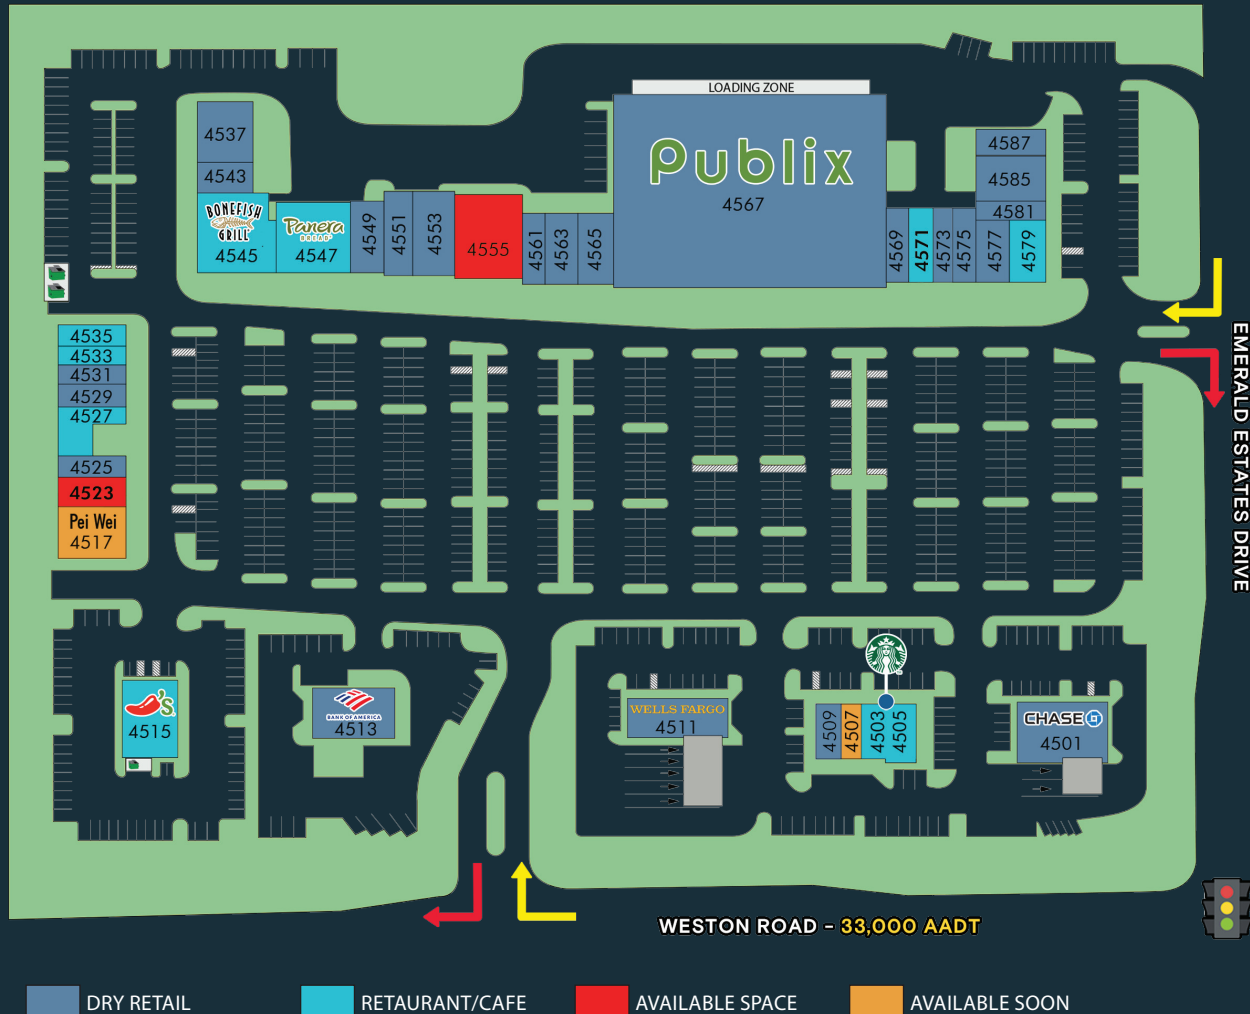 LOADING ZONE
Publix
4567
4537
4543
BONEFISH
GRILL
4545
Panera
BREAD
4547
4549
4551
4553
4555
4561
4563
4565
4569
4571
4573
4575
4577
4579
4581
4585
4587
4535
4533
4531
4529
4527
4525
4523
Pei Wei
4517
EMERALD ESTATES DRIVE
's
4515
BANK OF AMERICA
4513
WELLS FARGO
4511
4509
4507
4503
4505
CHASE
4501
WESTON ROAD – 33,000 AADT
DRY RETAIL
RETAURANT/CAFE
AVAILABLE SPACE
AVAILABLE SOON